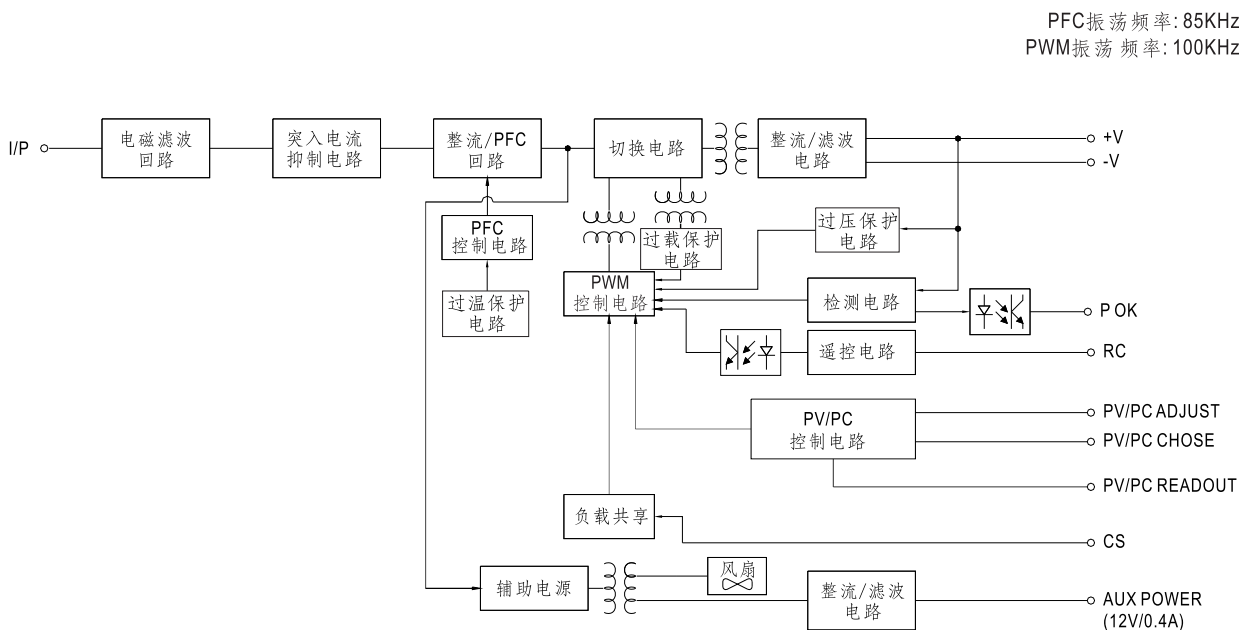 PFC振荡频率: 85KHz
PWM振荡 频率: 100KHz
I/P
电磁滤波
回路
突入电流
抑制电路
整流/PFC
回路
切换电路
整流/滤波
电路
+V
-V
PFC
控制电路
过载保护
电路
过压保护
电路
过温保护
电路
PWM
控制电路
检测电路
P OK
遥控电路
RC
PV/PC
控制电路
PV/PC ADJUST
PV/PC CHOSE
PV/PC READOUT
负载共享
CS
辅助电源
风扇
整流/滤波
电路
AUX POWER
(12V/0.4A)